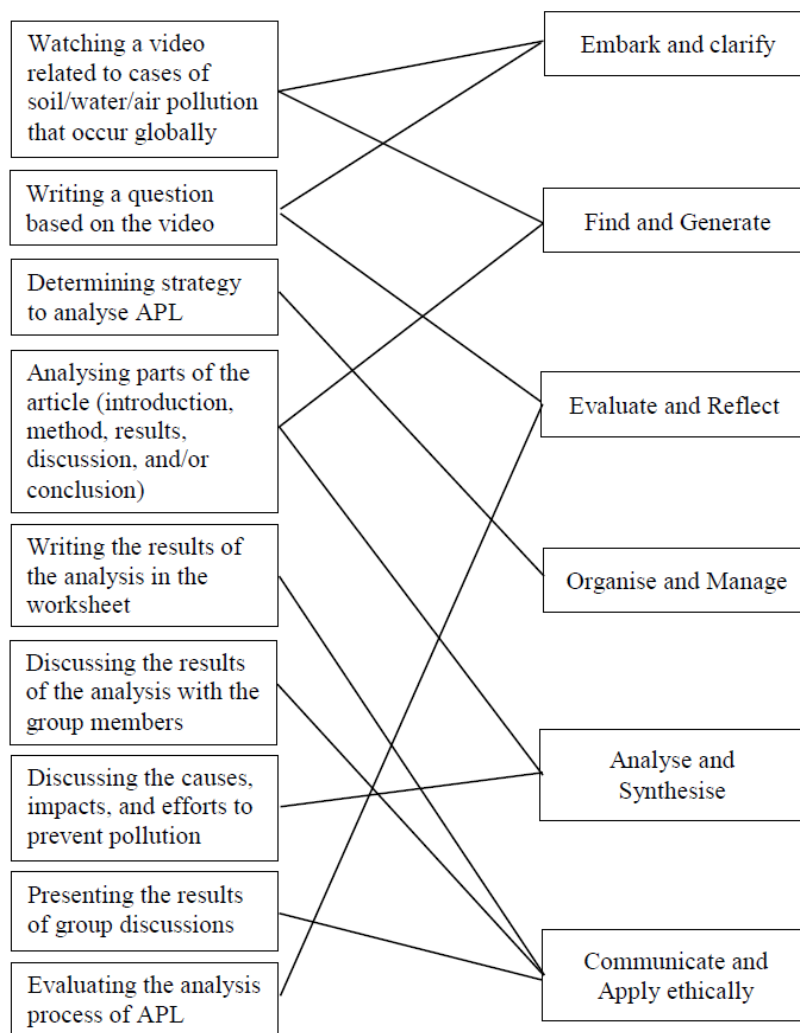 Watching a video
related to cases of
soil/water/air pollution
that occur globally
Writing a question
based on the video
Determining strategy
to analyse APL
Analysing parts of the
article (introduction,
method, results,
discussion, and/or
conclusion)
Writing the results of
the analysis in the
worksheet
Discussing the results
of the analysis with the
group members
Discussing the causes,
impacts, and efforts to
prevent pollution
Presenting the results
of group discussions
Evaluating the analysis
process of APL
Embark and clarify
Find and Generate
Evaluate and Reflect
Organise and Manage
Analyse and
Synthesise
Communicate and
Apply ethically